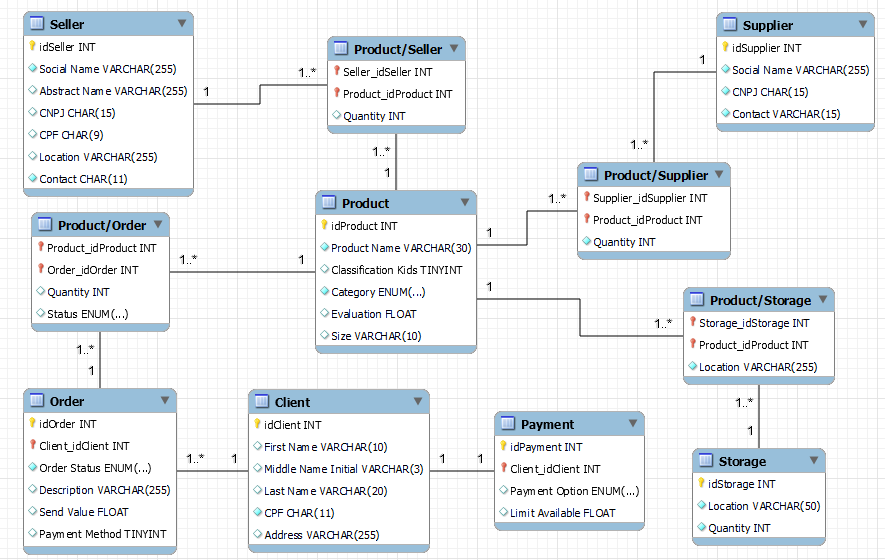 Seller
idSeller INT
Social Name VARCHAR(255)
Abstract Name VARCHAR(255)
CNPJ CHAR(15)
CPF CHAR(9)
Location VARCHAR(255)
Contact CHAR(11)
1
1..*
Product/Seller
Seller_idSeller INT
Product_idProduct INT
Quantity INT
1..*
1
Supplier
idSupplier INT
Social Name VARCHAR(255)
CNPJ CHAR(15)
Contact VARCHAR(15)
1
1..*
Product/Supplier
Supplier_idSupplier INT
Product_idProduct INT
Quantity INT
1..*
1
Product
idProduct INT
Product Name VARCHAR(30)
Classification Kids TINYINT
Category ENUM(...)
Evaluation FLOAT
Size VARCHAR(10)
Product/Order
Product_idProduct INT
Order_idOrder INT
Quantity INT
Status ENUM(...)
1..*
1
1
1..*
Product/Storage
Storage_idStorage INT
Product_idProduct INT
Location VARCHAR(255)
1..*
1
1..*
1
Order
idOrder INT
Client_idClient INT
Order Status ENUM(...)
Description VARCHAR(255)
Send Value FLOAT
Payment Method TINYINT
1..*
1
Client
idClient INT
First Name VARCHAR(10)
Middle Name Initial VARCHAR(3)
Last Name VARCHAR(20)
CPF CHAR(11)
Address VARCHAR(255)
1
1
Payment
idPayment INT
Client_idClient INT
Payment Option ENUM(...)
Limit Available FLOAT
Storage
idStorage INT
Location VARCHAR(50)
Quantity INT